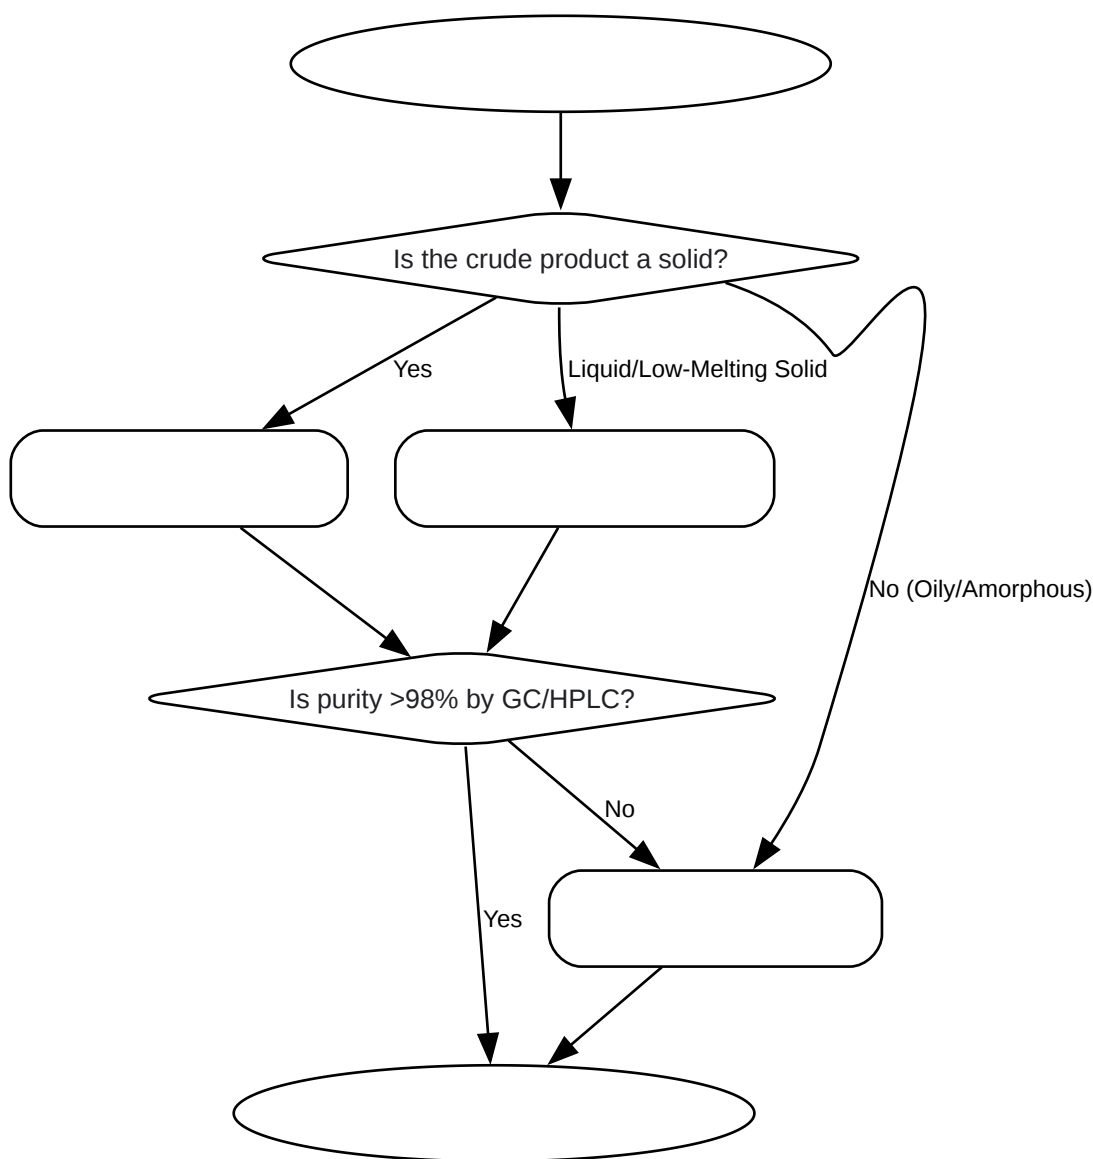 Is the crude product a solid?
Yes
Liquid/Low-Melting Solid
No (Oily/Amorphous)
Is purity >98% by GC/HPLC?
No
Yes